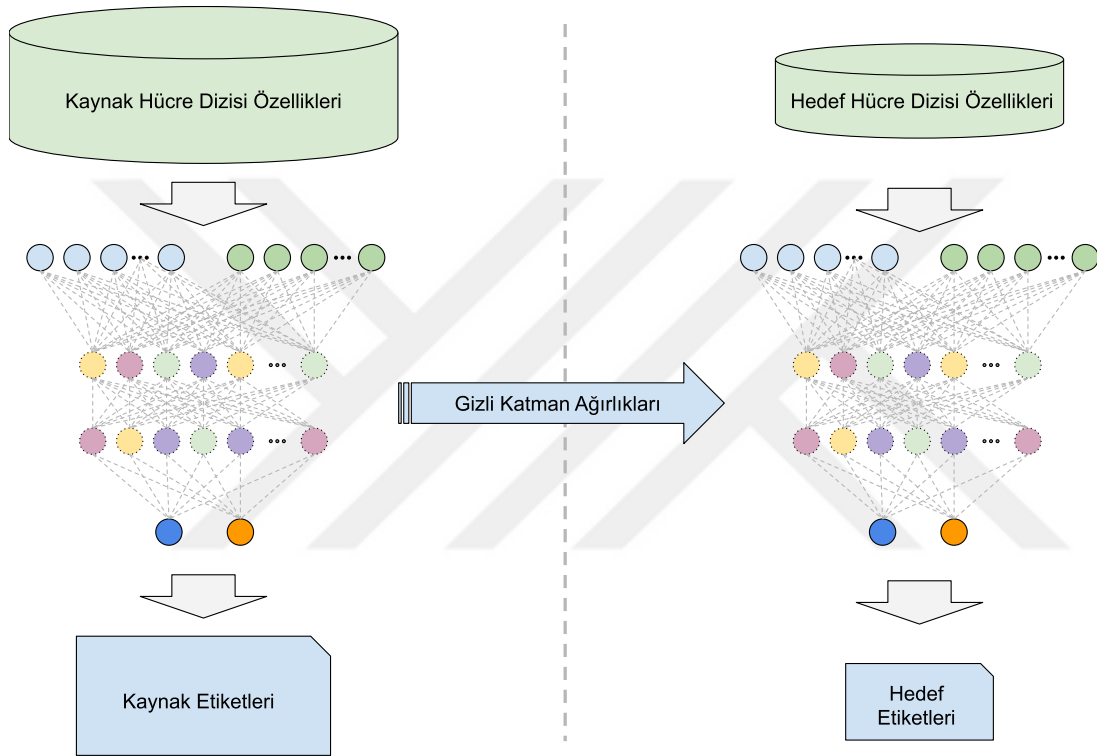 Kaynak Hücre Dizisi Özellikleri
Hedef Hücre Dizisi Özellikleri
Gizli Katman Ağırlıkları
Kaynak Etiketleri
Hedef
Etiketleri